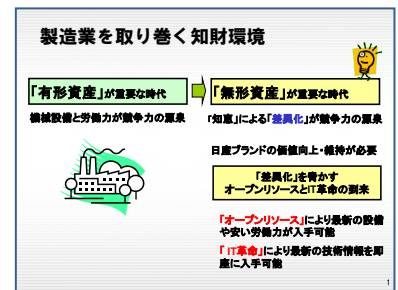 製造業を取り巻く知財環境
「有形資産」が重要な時代
「無形資産」が重要な時代
機械設備と労働力が競争力の源泉
「知恵」による「差異化」が競争力の源泉
日産ブランドの価値向上・維持が必要
「差異化」を脅かす
オープンリソースとIT革命の到来
「オープンリソース」により最新の設備
や安い労働力が入手可能
「IT革命」により最新の技術情報を即
座に入手可能
1